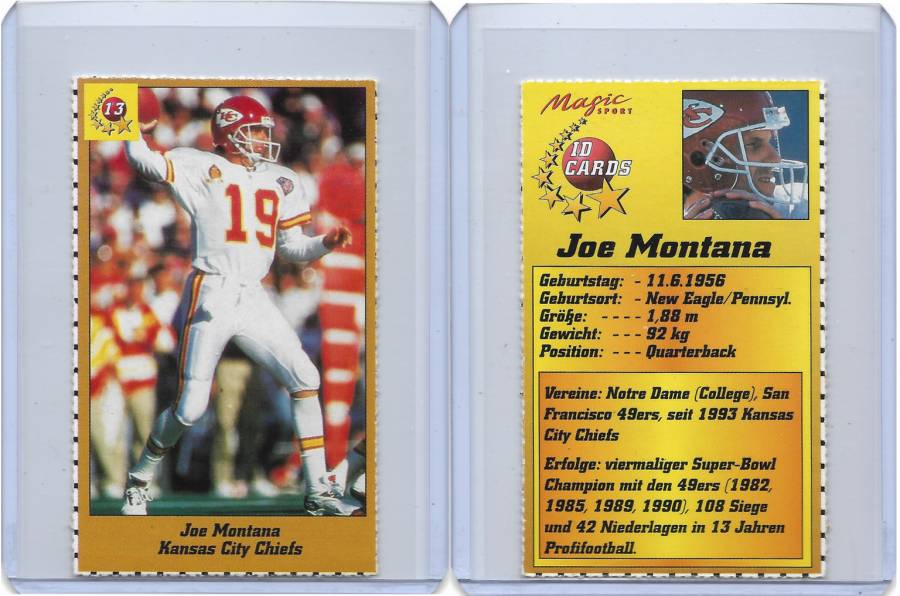 13
KC
19
Joe Montana
Kansas City Chiefs
Magic
SPORT
ID
CARDS
Joe Montana
Geburtstag: - 11.6.1956
Geburtsort: - New Eagle/Pennsyl.
Größe: - - - - 1,88 m
Gewicht: - - - 92 kg
Position: - - - Quarterback
Vereine: Notre Dame (College), San
Francisco 49ers, seit 1993 Kansas
City Chiefs
Erfolge: viermaliger Super-Bowl
Champion mit den 49ers (1982,
1985, 1989, 1990), 108 Siege
und 42 Niederlagen in 13 Jahren
Profifootball.